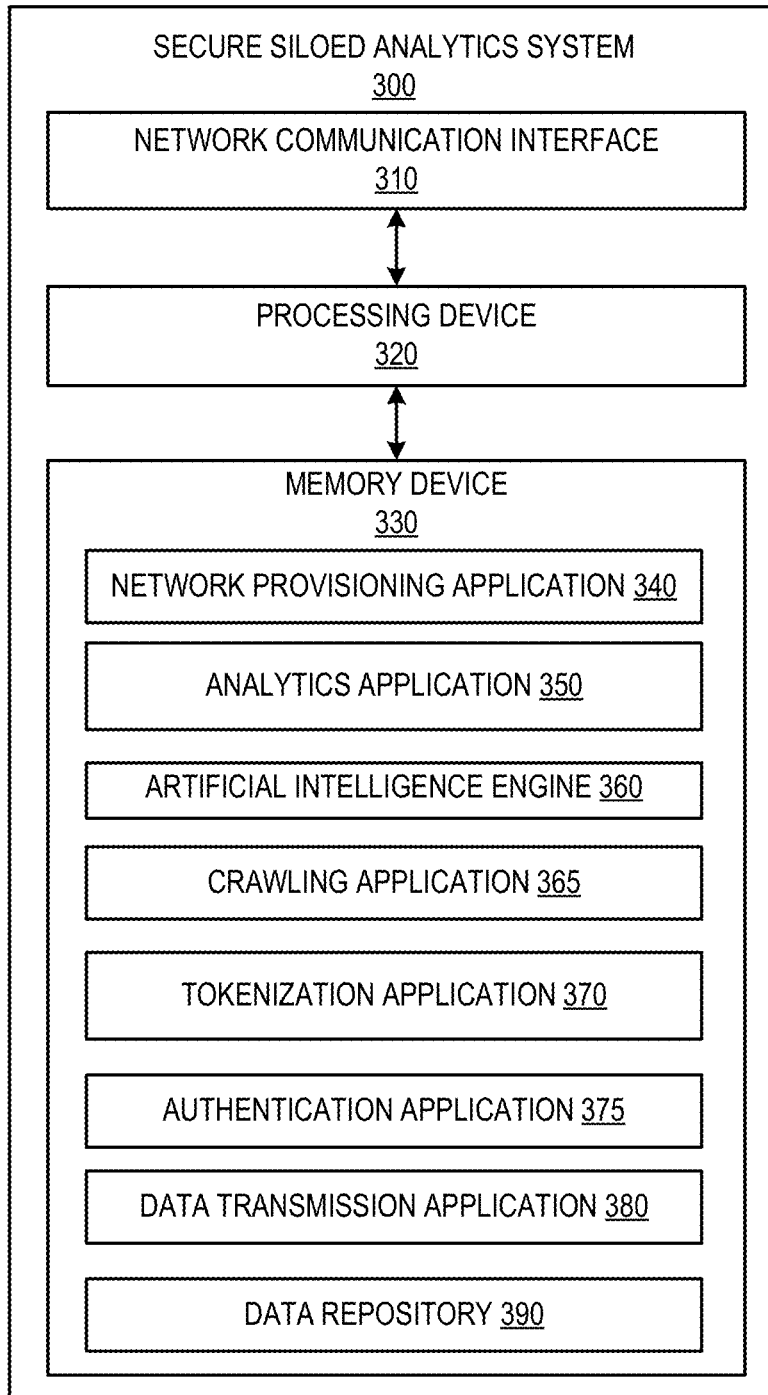 SECURE SILOED ANALYTICS SYSTEM
300
NETWORK COMMUNICATION INTERFACE
310
PROCESSING DEVICE
320
MEMORY DEVICE
330
NETWORK PROVISIONING APPLICATION 340
ANALYTICS APPLICATION 350
ARTIFICIAL INTELLIGENCE ENGINE 360
CRAWLING APPLICATION 365
TOKENIZATION APPLICATION 370
AUTHENTICATION APPLICATION 375
DATA TRANSMISSION APPLICATION 380
DATA REPOSITORY 390